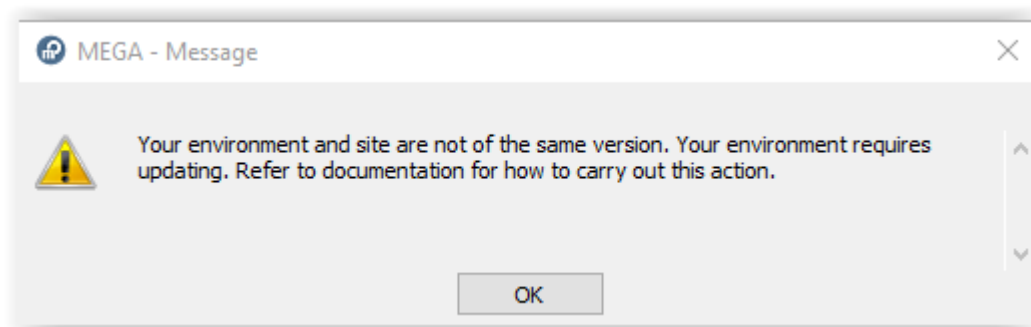 MEGA - Message
Your environment and site are not of the same version. Your environment requires
updating. Refer to documentation for how to carry out this action.
OK